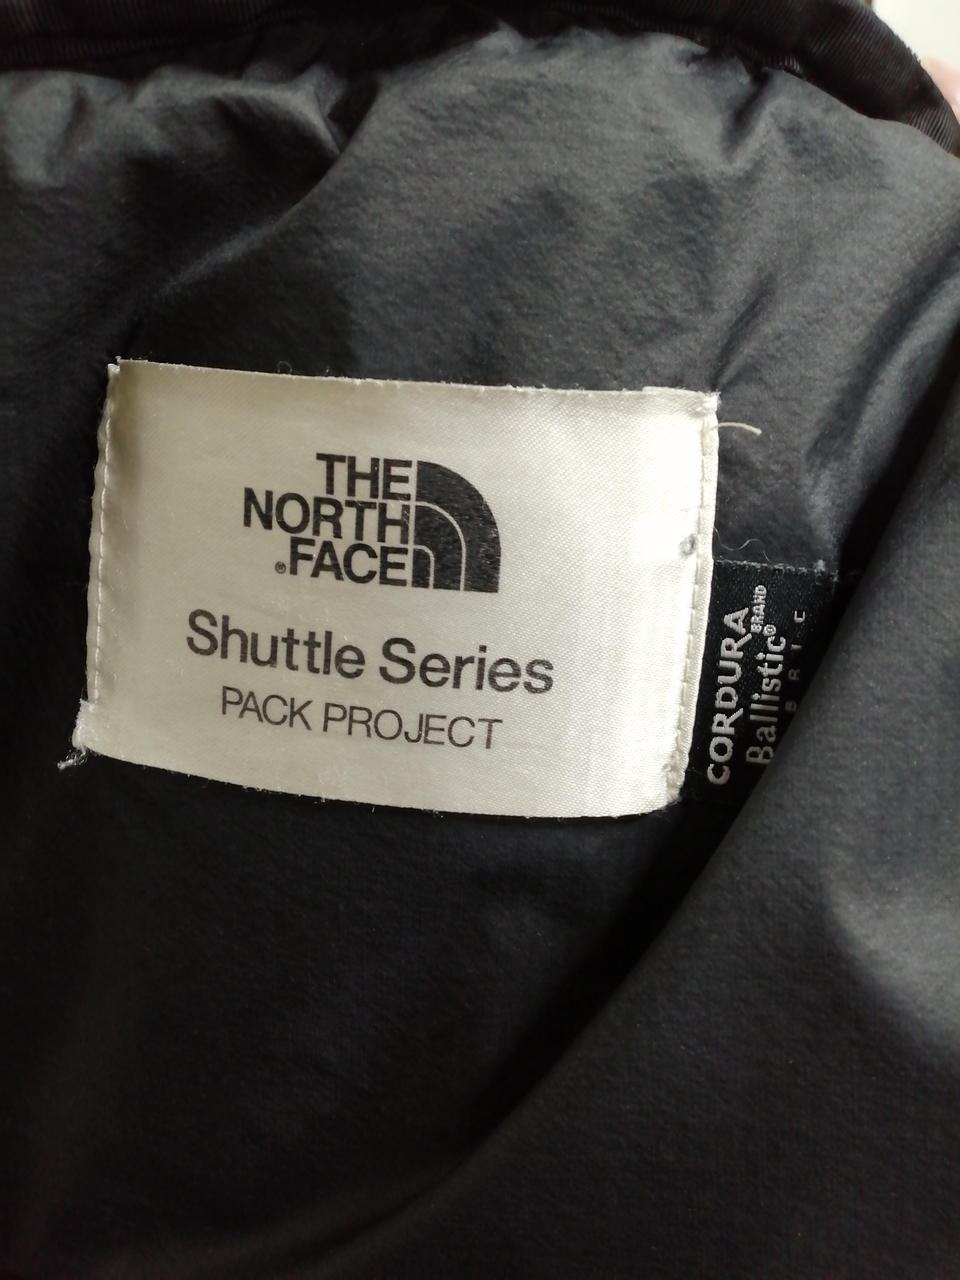 THE
NORTH
®FACE
Shuttle Series
PACK PROJECT
CORDURA
Ballistic® BRAND